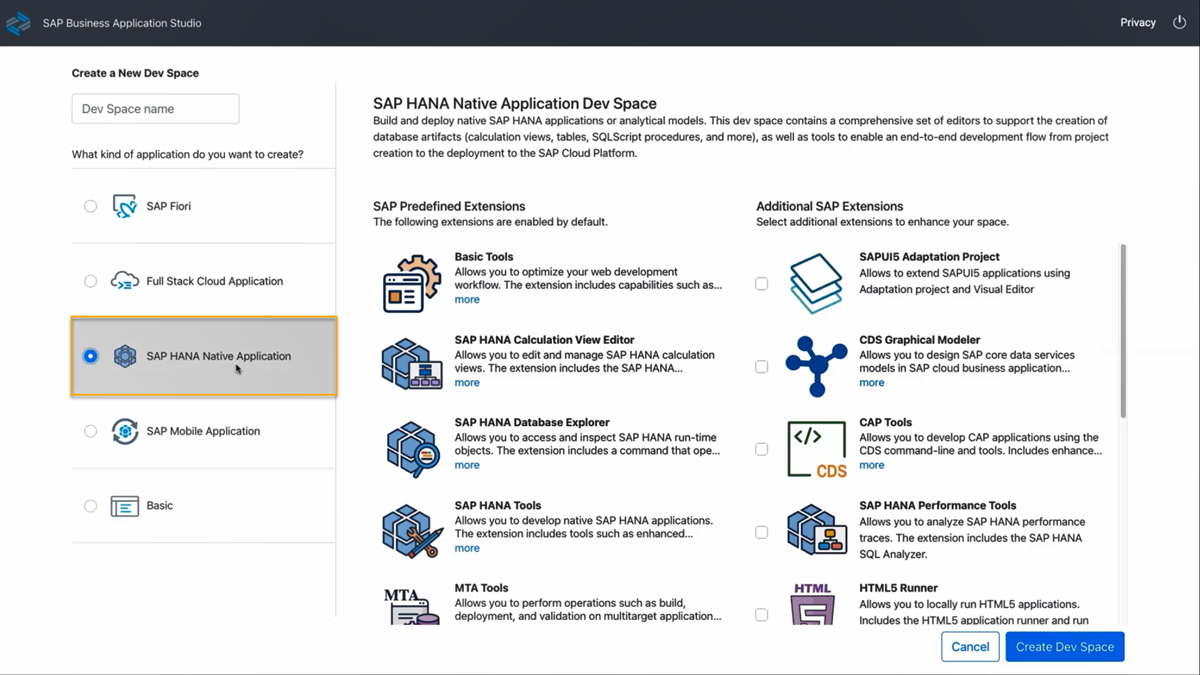 SAP Business Application Studio
Privacy
Create a New Dev Space
Dev Space name
What kind of application do you want to create?
SAP Fiori
Full Stack Cloud Application
SAP HANA Native Application
SAP Mobile Application
Basic
SAP HANA Native Application Dev Space
Build and deploy native SAP HANA applications or analytical models. This dev space contains a comprehensive set of editors to support the creation of
database artifacts (calculation views, tables, SQLScript procedures, and more), as well as tools to enable an end-to-end development flow from project
creation to the deployment to the SAP Cloud Platform.
SAP Predefined Extensions
The following extensions are enabled by default.
Basic Tools
Allows you to optimize your web development
workflow. The extension includes capabilities such as...
more
SAP HANA Calculation View Editor
Allows you to edit and manage SAP HANA calculation
views. The extension includes the SAP HANA...
more
SAP HANA Database Explorer
Allows you to access and inspect SAP HANA run-time
objects. The extension includes a command that ope...
more
SAP HANA Tools
Allows you to develop native SAP HANA applications.
The extension includes tools such as enhanced...
more
MTA
MTA Tools
Allows you to perform operations such as build,
deployment, and validation on multitarget application...
Additional SAP Extensions
Select additional extensions to enhance your space.
SAPUI5 Adaptation Project
Allows to extend SAPUI5 applications using
Adaptation project and Visual Editor
CDS Graphical Modeler
Allows you to design SAP core data services
models in SAP cloud business application...
more
</>
CDS
CAP Tools
Allows you to develop CAP applications using the
CDS command-line and tools. Includes enhance...
more
SAP HANA Performance Tools
Allows you to analyze SAP HANA performance
traces. The extension includes the SAP HANA
SQL Analyzer.
HTML
5
HTML5 Runner
Allows you to locally run HTML5 applications.
Includes the HTML5 application runner and run
Cancel
Create Dev Space